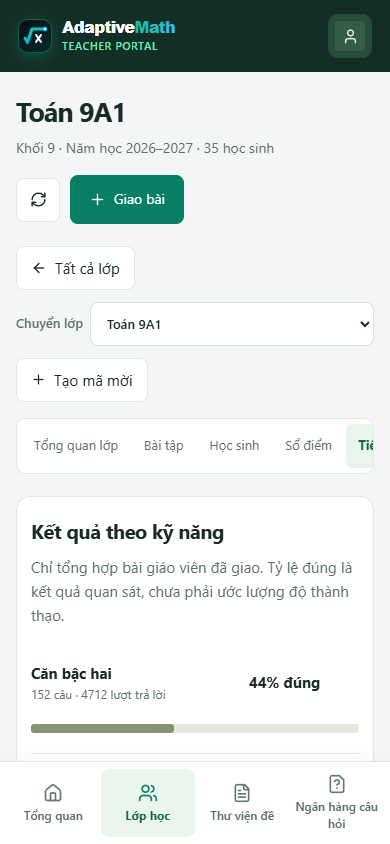 AdaptiveMath
TEACHER PORTAL
Toán 9A1
Khối 9 · Năm học 2026–2027 · 35 học sinh
Giao bài
Tất cả lớp
Chuyển lớp
Toán 9A1
Tạo mã mời
Tổng quan lớp
Bài tập
Học sinh
Sổ điểm
Kết quả theo kỹ năng
Chỉ tổng hợp bài giáo viên đã giao. Tỷ lệ đúng là
kết quả quan sát, chưa phải ước lượng độ thành
thạo.
Căn bậc hai
44% đúng
152 câu · 4712 lượt trả lời
Tổng quan
Lớp học
Thư viện đề
Ngân hàng câu
hỏi